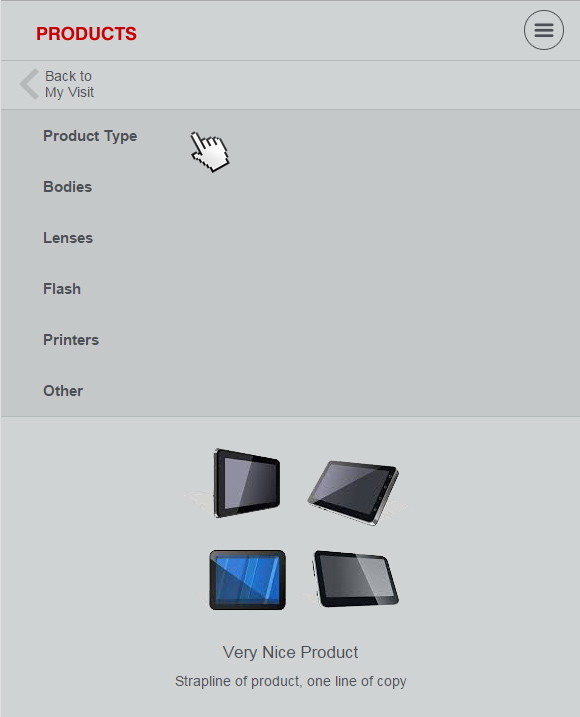 PRODUCTS
Back to
My Visit
Product Type
Bodies
Lenses
Flash
Printers
Other
Very Nice Product
Strapline of product, one line of copy